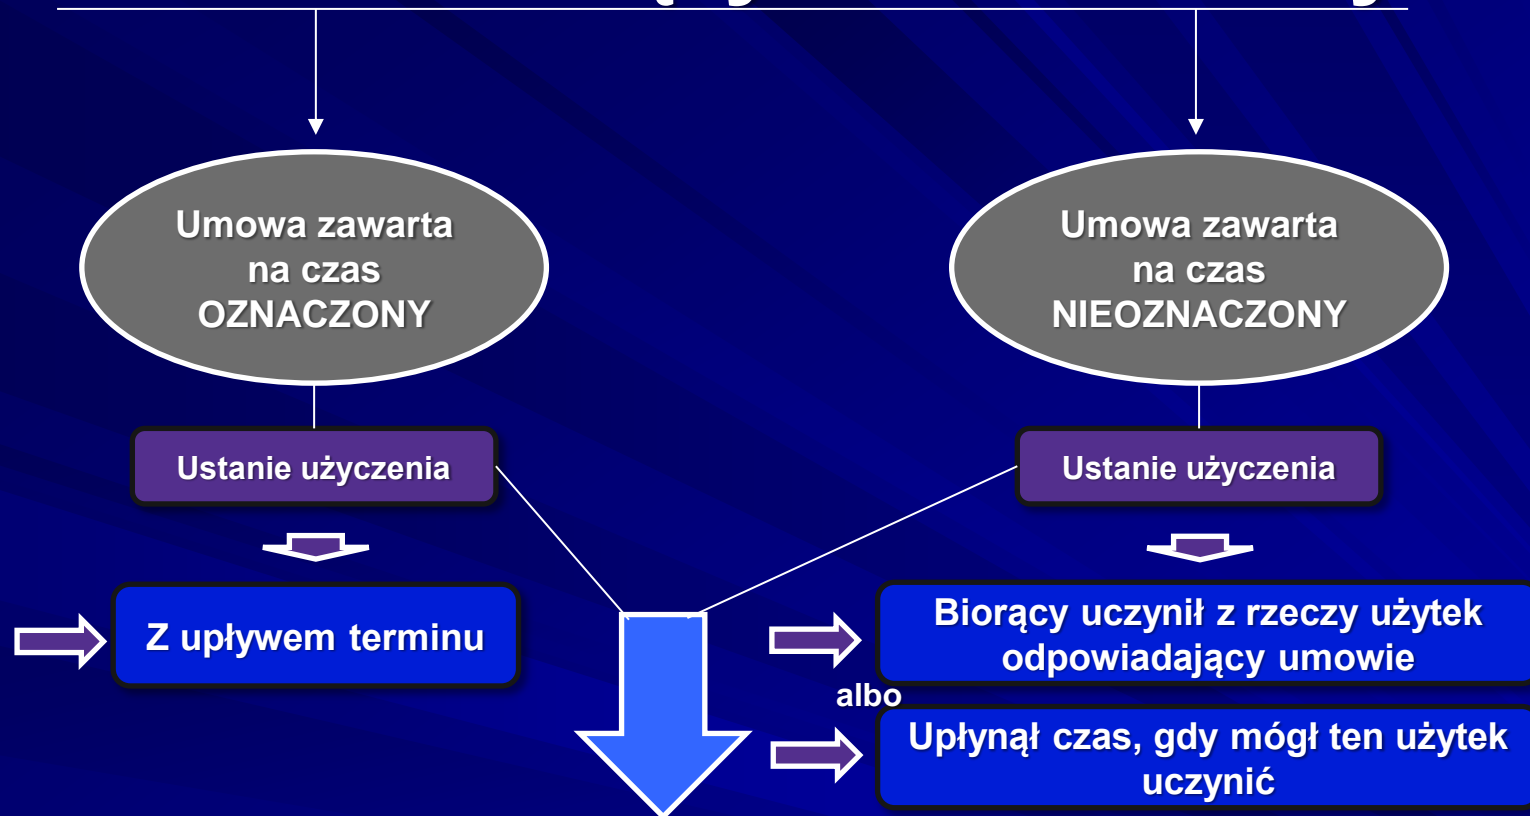 Umowa zawarta
na czas
OZNACZONY
Umowa zawarta
na czas
NIEOZNACZONY
Ustanie użyczenia
Ustanie użyczenia
Z upływem terminu
Biorący uczynił z rzeczy użytek
odpowiadający umowie
albo
Upłynął czas, gdy mógł ten użytek
uczynić